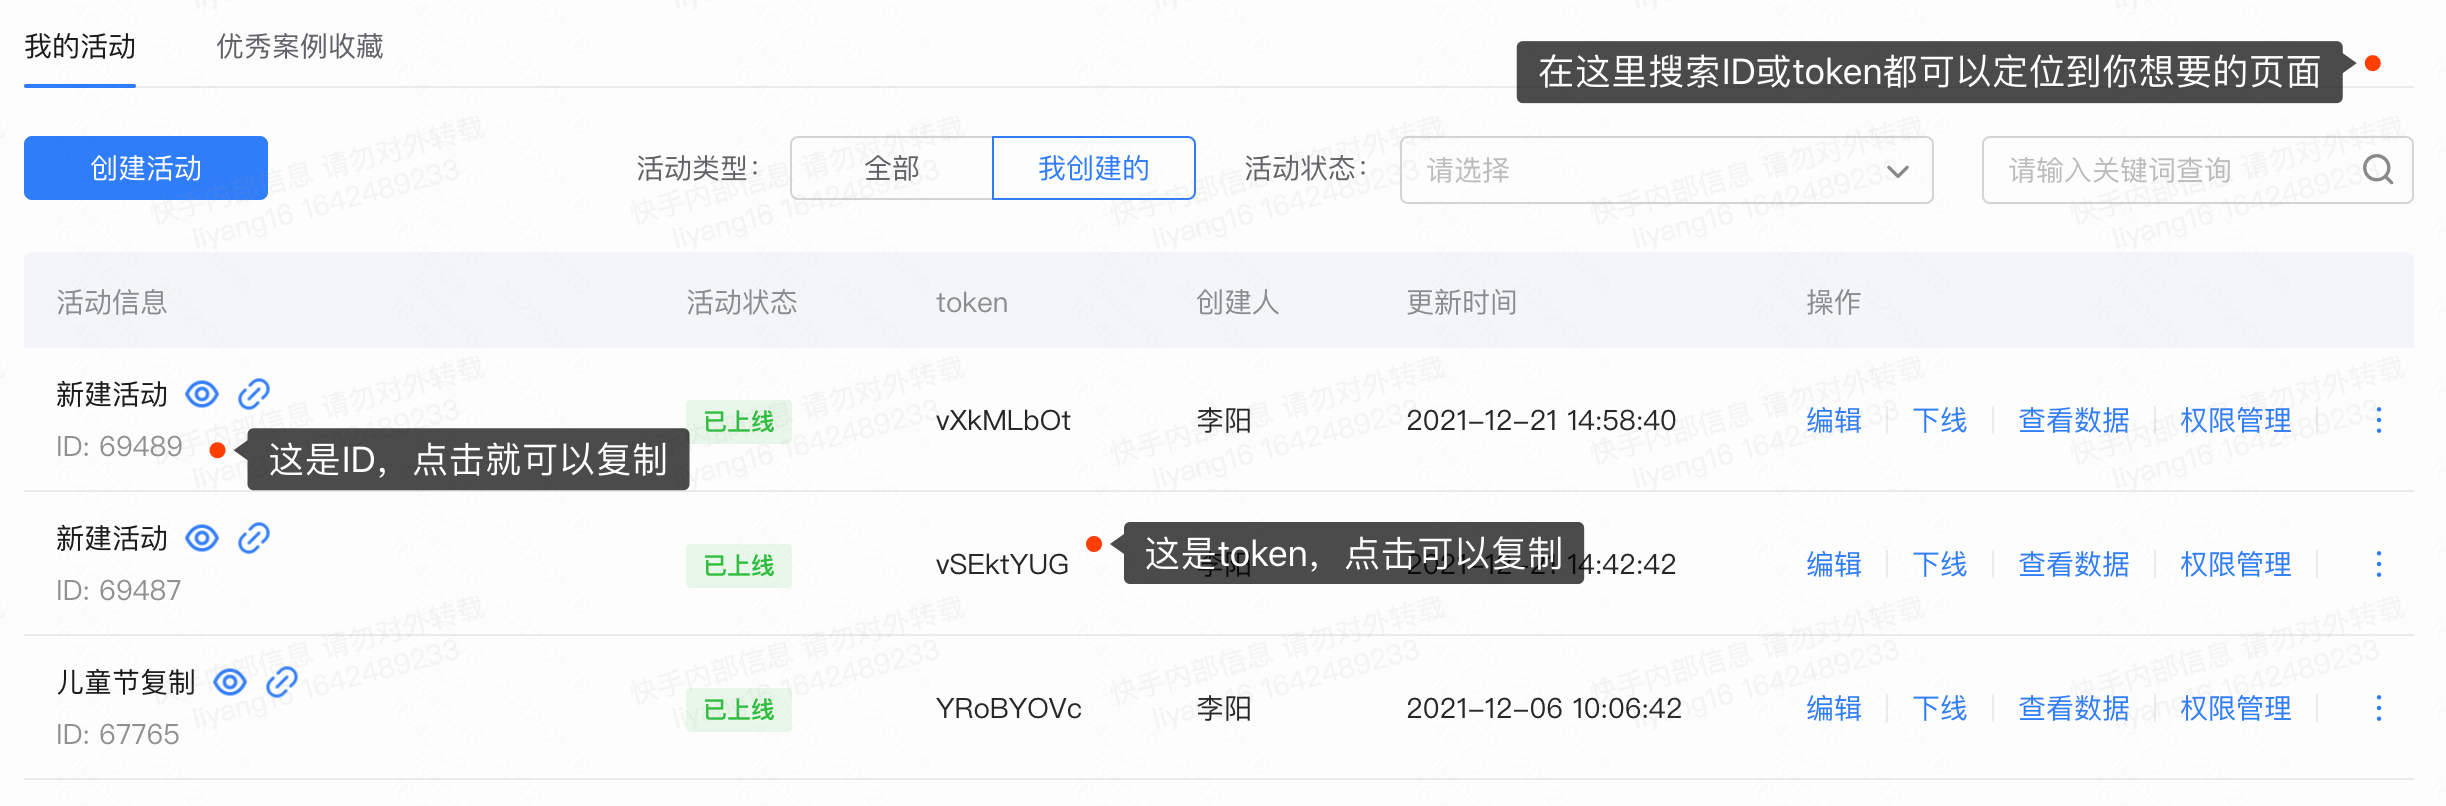 我的活动 优秀案例收藏
在这里搜索ID或token都可以定位到你想要的页面
创建活动 活动类型： 全部 我创建的 活动状态： 请选择 请输入关键词查询
活动信息 活动状态 token 创建人 更新时间 操作
新建活动
ID: 69489 已上线 vXkMLbOt 李阳 2021-12-21 14:58:40 编辑 下线 查看数据 权限管理
这是ID，点击就可以复制
新建活动
ID: 69487 已上线 vSEktYUG 14:42:42 编辑 下线 查看数据 权限管理
这是token，点击可以复制
儿童节复制
ID: 67765 已上线 YRoBYOVc 李阳 2021-12-06 10:06:42 编辑 下线 查看数据 权限管理
快手内部信息 请勿对外转载
liyang16 1642489233